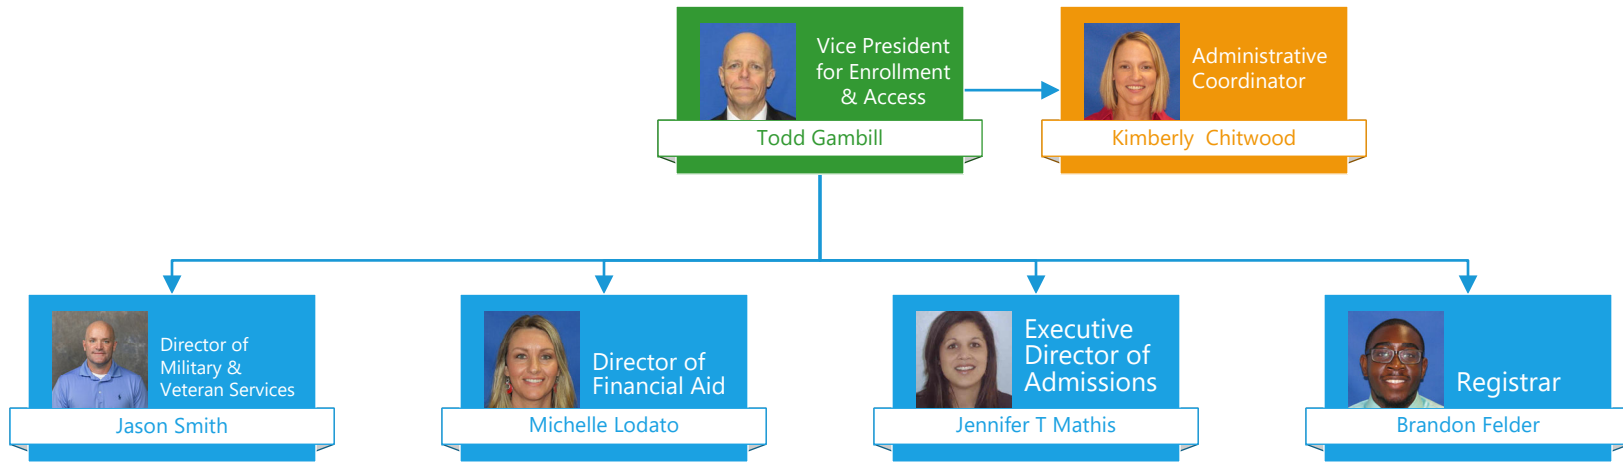 Vice President
for Enrollment
& Access
Todd Gambill
Administrative
Coordinator
Kimberly  Chitwood
Director of
Military &
Veteran Services
Jason Smith
Director of
Financial Aid
Michelle Lodato
Executive
Director of
Admissions
Jennifer T Mathis
Registrar
Brandon Felder